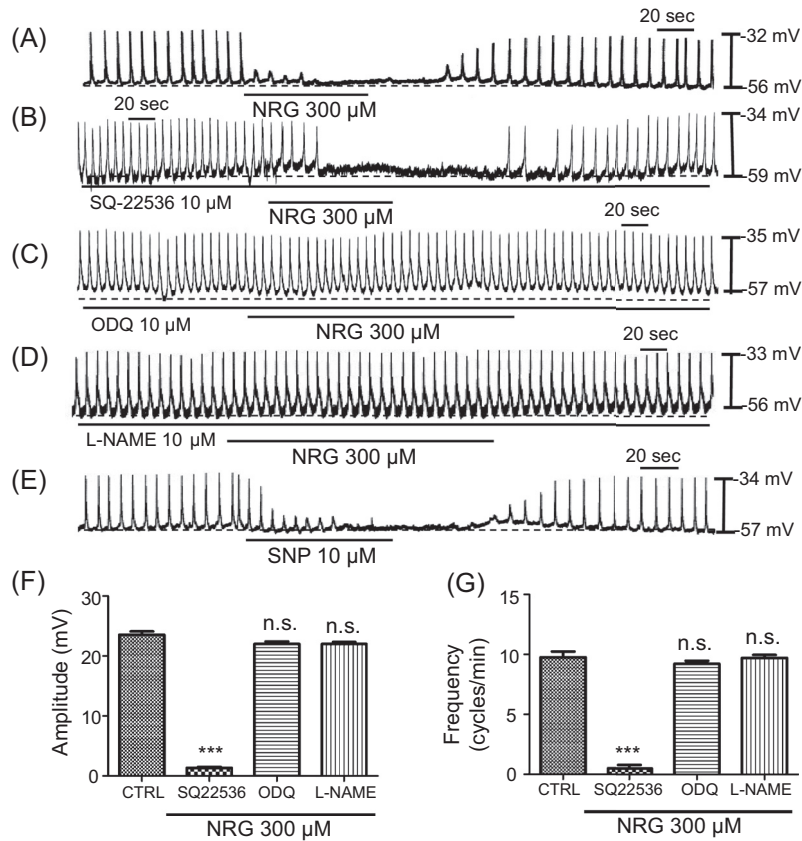 (A)
20 sec
-32 mV
-56 mV
NRG 300 µM
(B)
20 sec
-34 mV
-59 mV
SQ-22536 10 µM
NRG 300 µM
(C)
20 sec
-35 mV
-57 mV
ODQ 10 µM
NRG 300 µM
(D)
20 sec
-33 mV
-56 mV
L-NAME 10 µM
NRG 300 µM
(E)
20 sec
-34 mV
-57 mV
SNP 10 µM
(F)
Amplitude (mV)
30
20
10
0
n.s.
n.s.
***
CTRL SQ22536 ODQ L-NAME
NRG 300 µM
(G)
Frequency
(cycles/min)
15
10
5
0
n.s.
n.s.
***
CTRL SQ22536 ODQ L-NAME
NRG 300 µM